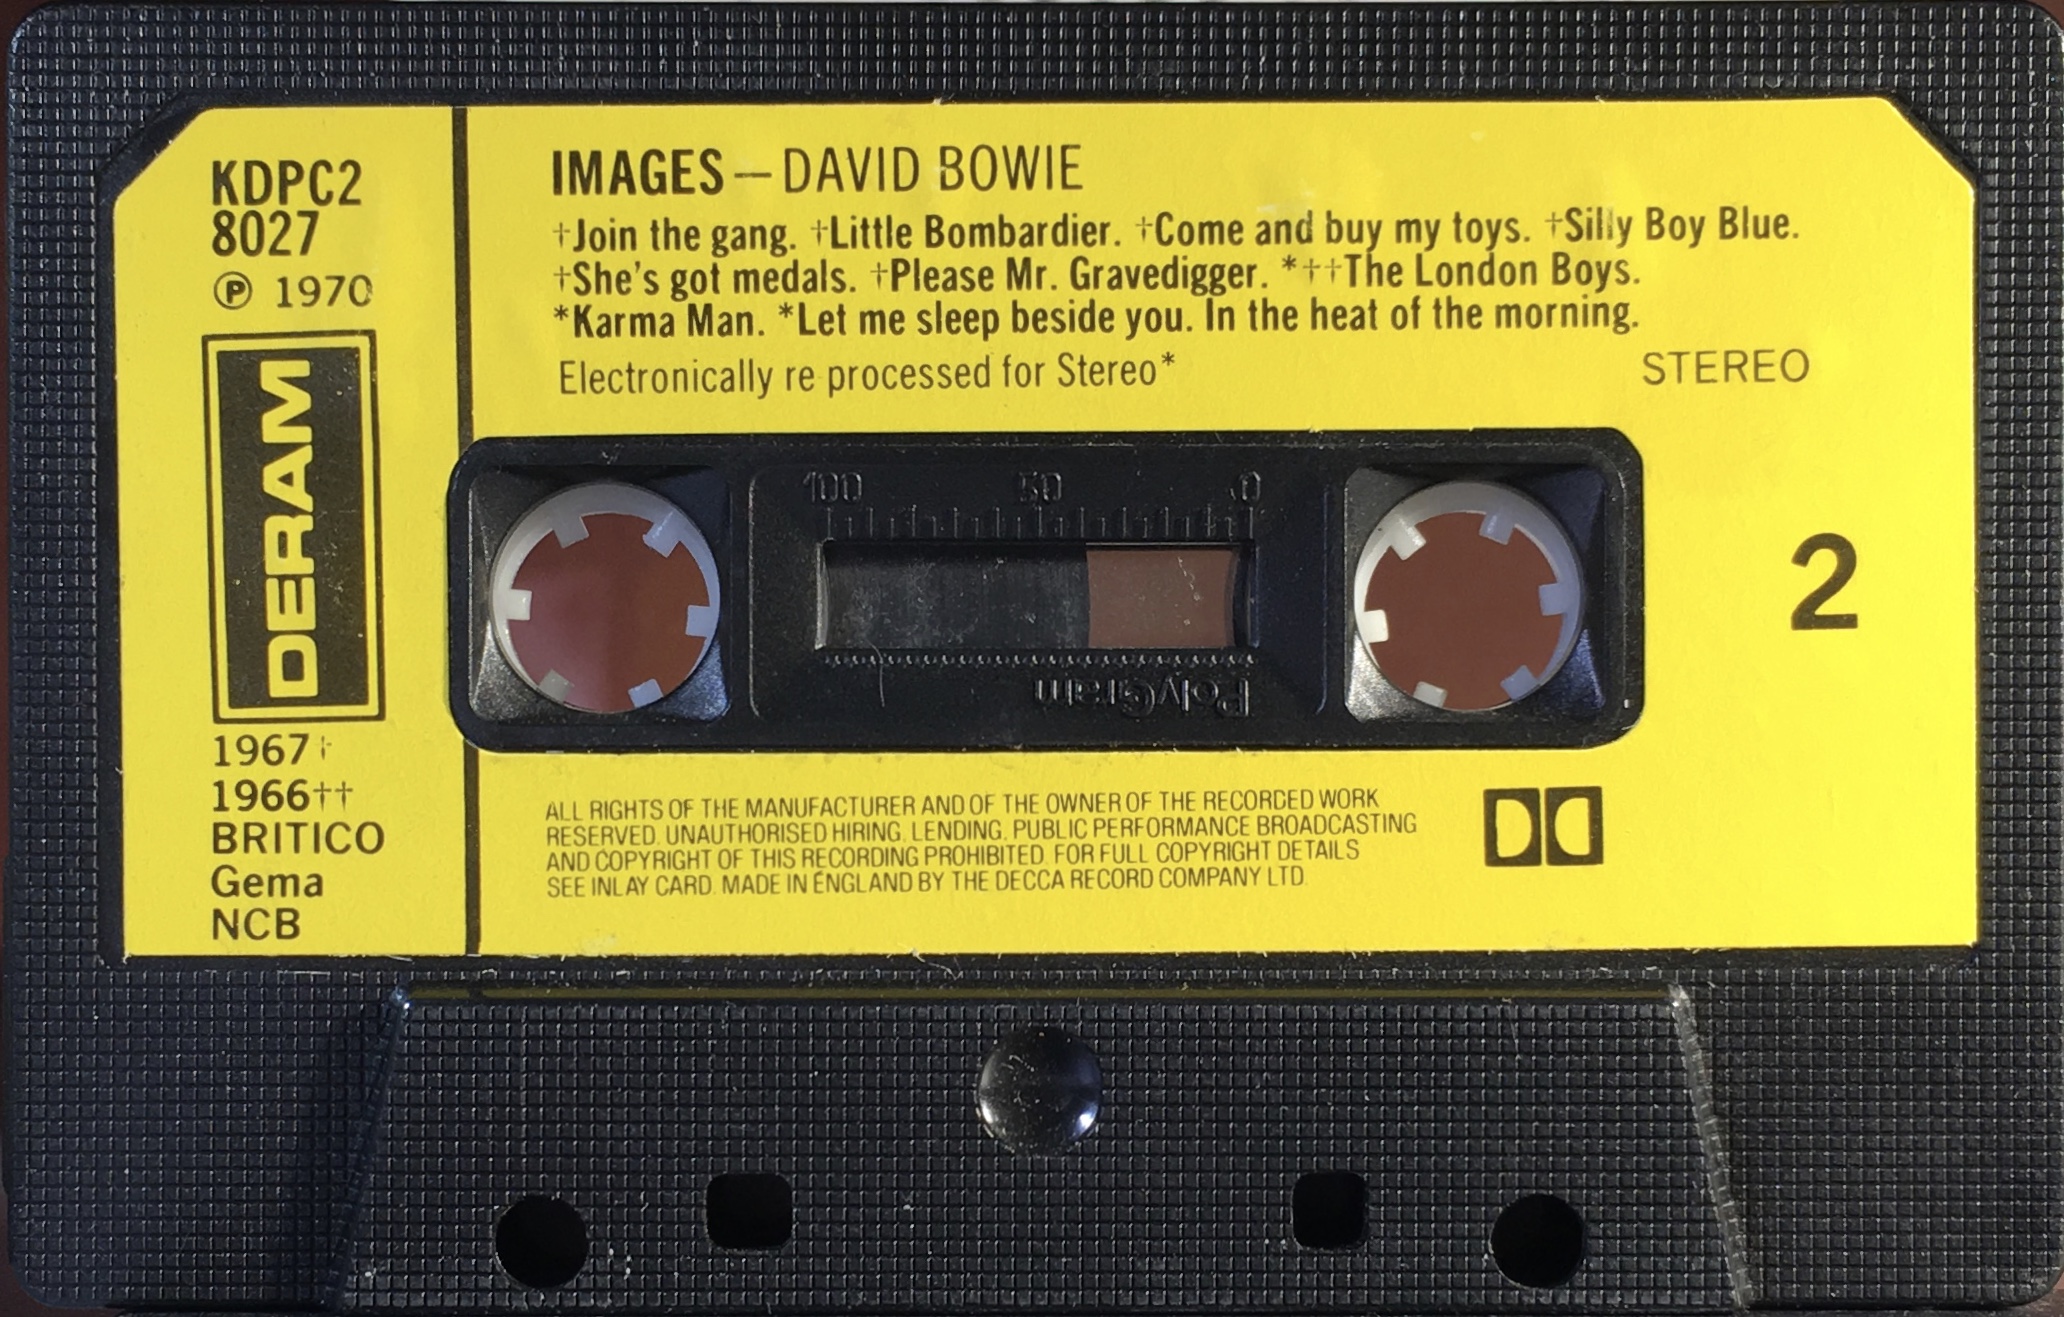 KDPC2
8027
Ⓟ 1970
DERAM
1967†
1966††
BRITICO
Gema
NCB
IMAGES — DAVID BOWIE
†Join the gang. †Little Bombardier. †Come and buy my toys. †Silly Boy Blue.
†She's got medals. †Please Mr. Gravedigger. *††The London Boys.
*Karma Man. *Let me sleep beside you. In the heat of the morning.
Electronically re processed for Stereo*
STEREO
100 50 0
PolyGram
2
ALL RIGHTS OF THE MANUFACTURER AND OF THE OWNER OF THE RECORDED WORK
RESERVED. UNAUTHORISED HIRING, LENDING, PUBLIC PERFORMANCE BROADCASTING
AND COPYRIGHT OF THIS RECORDING PROHIBITED. FOR FULL COPYRIGHT DETAILS
SEE INLAY CARD. MADE IN ENGLAND BY THE DECCA RECORD COMPANY LTD.